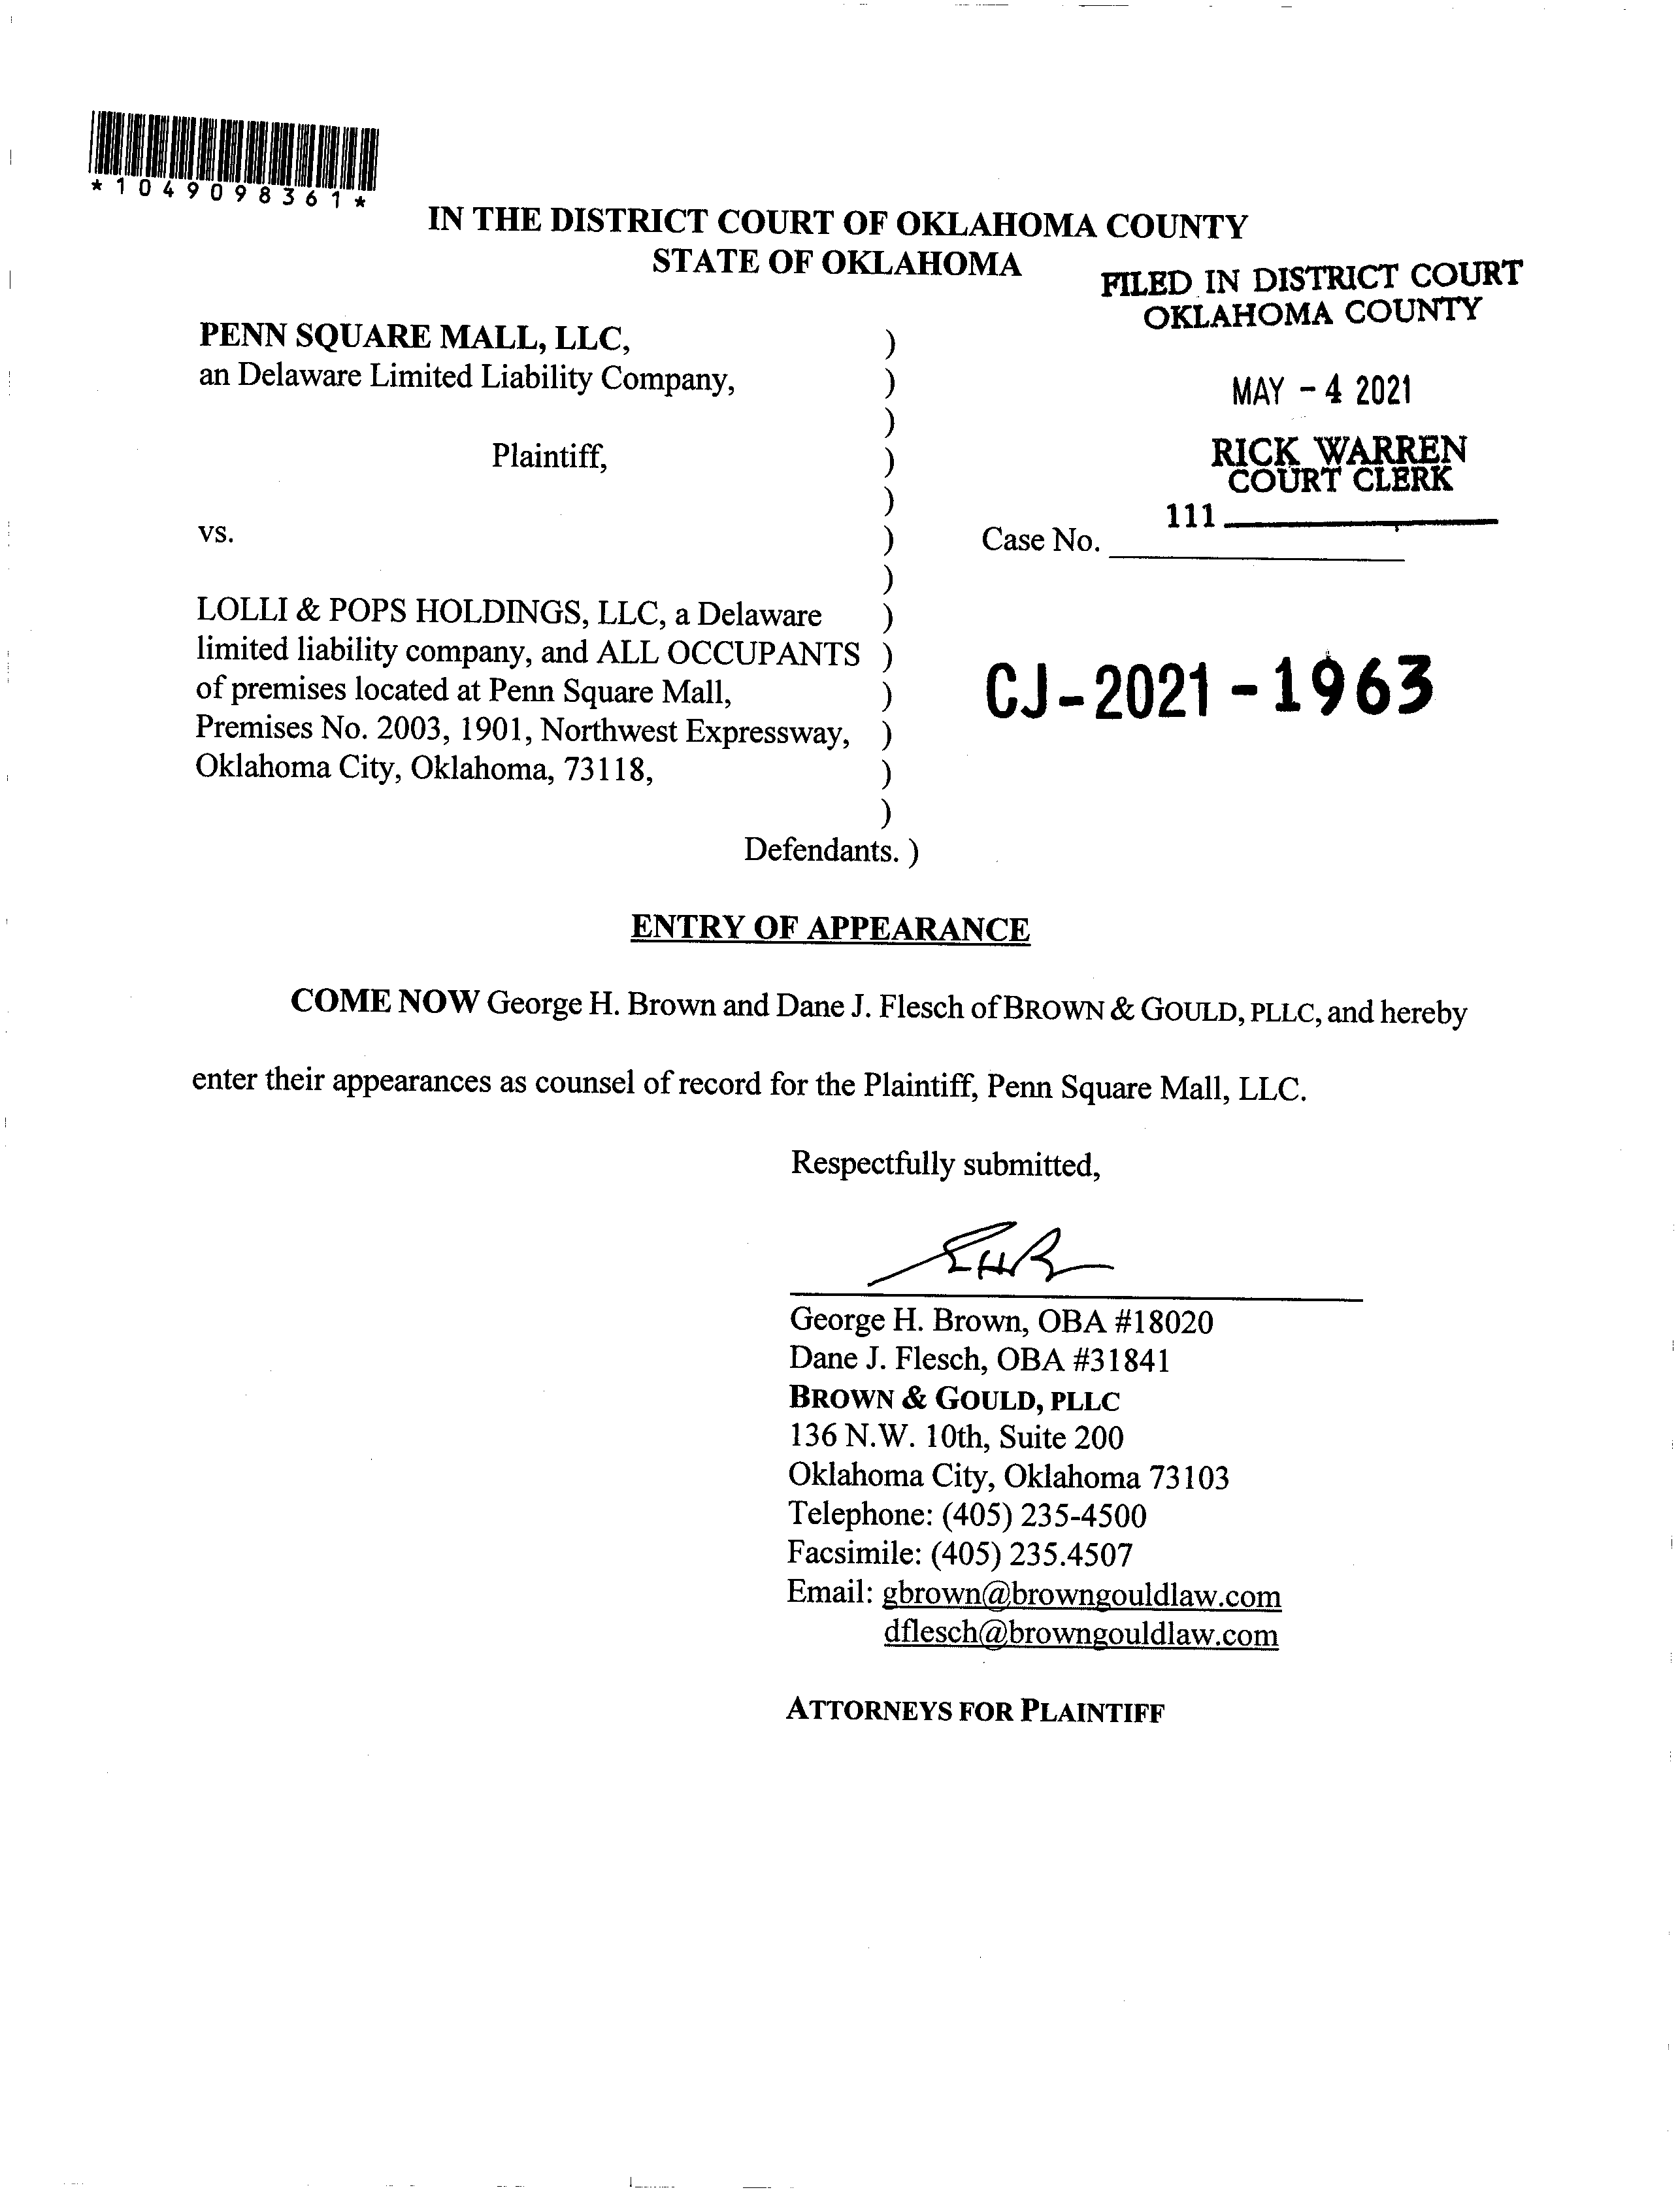 *1049098361*
IN THE DISTRICT COURT OF OKLAHOMA COUNTY
STATE OF OKLAHOMA
FILED IN DISTRICT COURT
OKLAHOMA COUNTY
MAY - 4 2021
RICK WARREN
COURT CLERK
111
PENN SQUARE MALL, LLC, )
an Delaware Limited Liability Company, )
)
Plaintiff, )
)
vs. ) Case No.
)
LOLLI & POPS HOLDINGS, LLC, a Delaware )
limited liability company, and ALL OCCUPANTS )
of premises located at Penn Square Mall, )
Premises No. 2003, 1901, Northwest Expressway, )
Oklahoma City, Oklahoma, 73118, )
)
Defendants. )
CJ-2021-1963
ENTRY OF APPEARANCE
COME NOW George H. Brown and Dane J. Flesch of BROWN & GOULD, PLLC, and hereby
enter their appearances as counsel of record for the Plaintiff, Penn Square Mall, LLC.
Respectfully submitted,
George H. Brown, OBA #18020
Dane J. Flesch, OBA #31841
BROWN & GOULD, PLLC
136 N.W. 10th, Suite 200
Oklahoma City, Oklahoma 73103
Telephone: (405) 235-4500
Facsimile: (405) 235.4507
Email: gbrown@browngouldlaw.com
dflesch@browngouldlaw.com
ATTORNEYS FOR PLAINTIFF